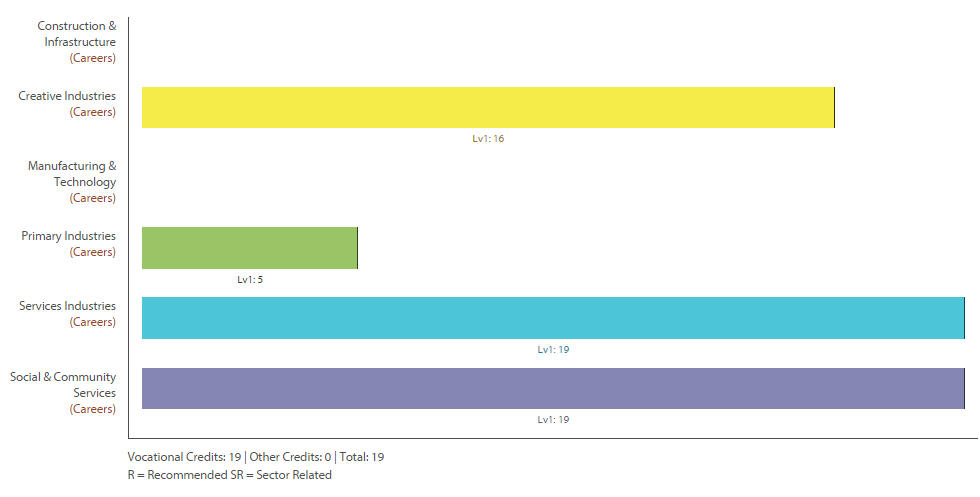 Construction &
Infrastructure
(Careers)
Creative Industries
(Careers)
Lv1: 16
Manufacturing &
Technology
(Careers)
Primary Industries
(Careers)
Lv1: 5
Services Industries
(Careers)
Lv1: 19
Social & Community
Services
(Careers)
Lv1: 19
Vocational Credits: 19 | Other Credits: 0 | Total: 19
R = Recommended SR = Sector Related